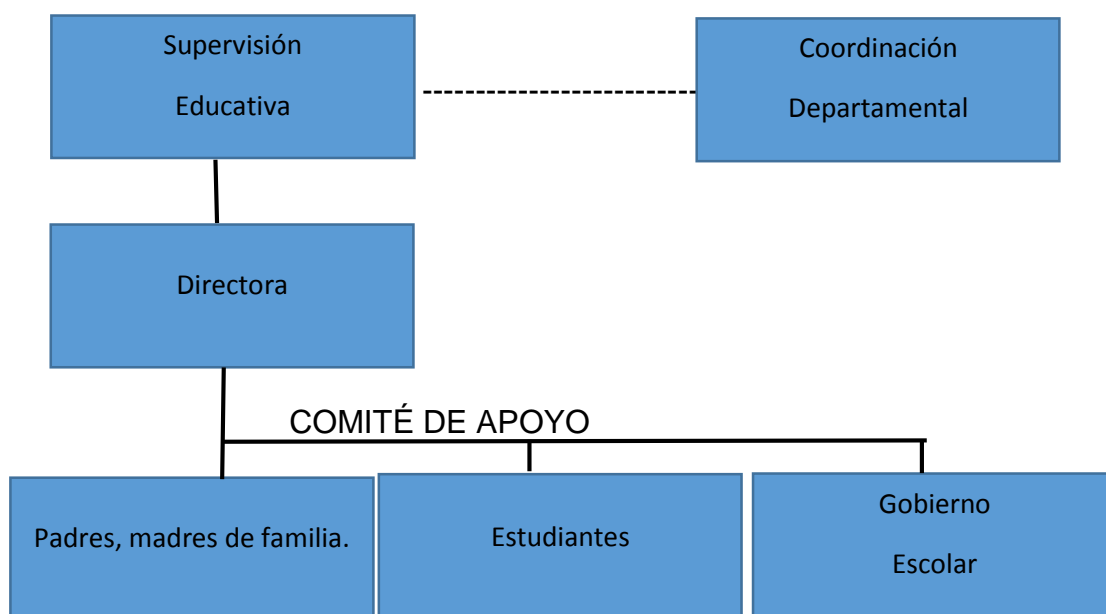 Supervisión
Educativa
Coordinación
Departamental
Directora
COMITÉ DE APOYO
Padres, madres de familia.
Estudiantes
Gobierno
Escolar